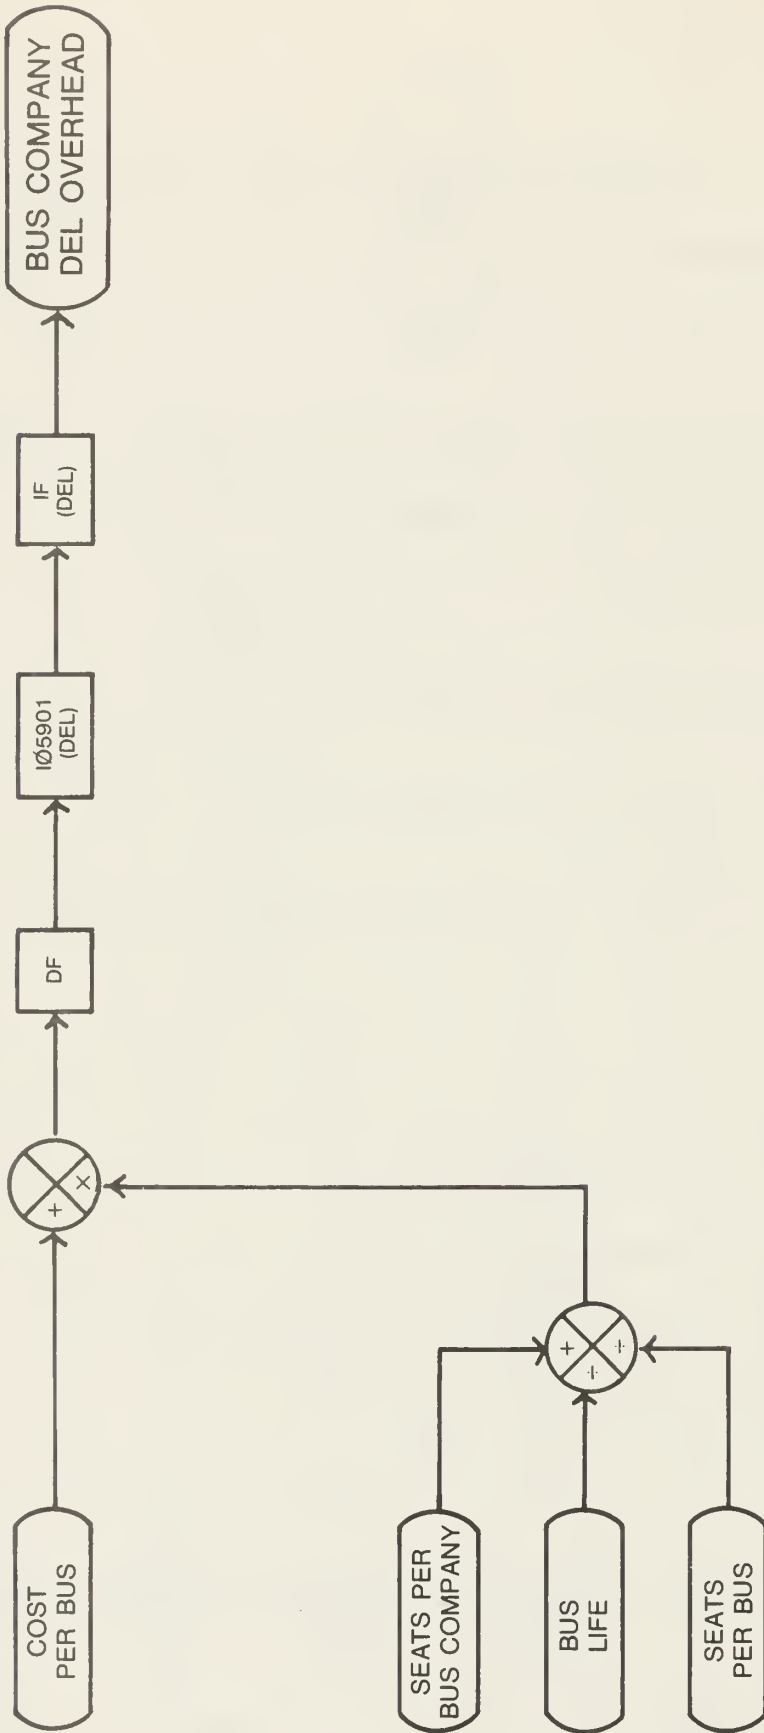 COST
PER BUS
+
×
DF
IØ5901
(DEL)
IF
(DEL)
BUS COMPANY
DEL OVERHEAD
SEATS PER
BUS COMPANY
BUS
LIFE
SEATS
PER BUS
+
÷
÷